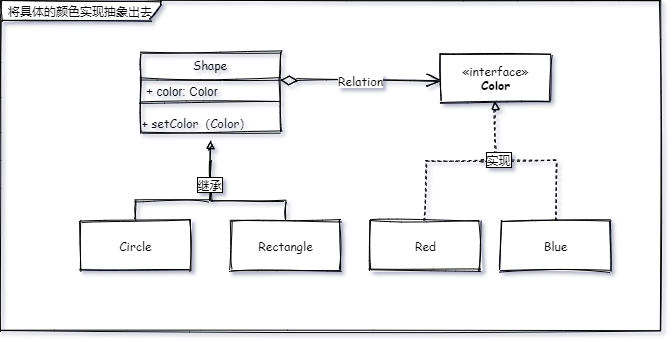 将具体的颜色实现抽象出去
Shape
+ color: Color
+ setColor (Color)
Relation
«interface»
Color
继承
实现
Circle
Rectangle
Red
Blue